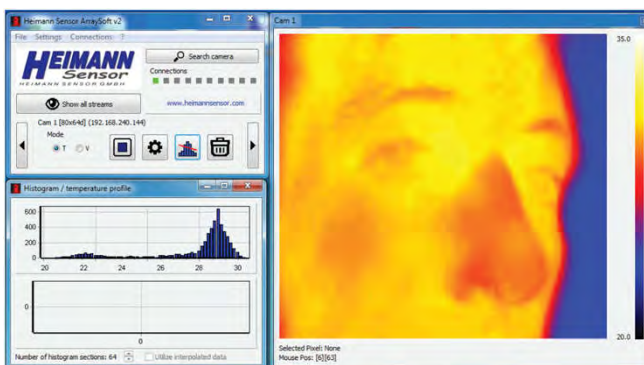 Heimann Sensor ArraySoft v2
File Settings Connections ?
HEIMANN
Sensor
HEIMANN SENSOR GMBH
Search camera
Connections
Show all streams
www.heimannsensor.com
Cam 1 [80x64d] (192.168.240.144)
Mode
T V
Histogram / temperature profile
600
400
200
0
20 22 24 26 28 30
0
0
Number of histogram sections: 64 Utilize interpolated data
Cam 1
35.0
20.0
Selected Pixel: None
Mouse Pos: [6][63]